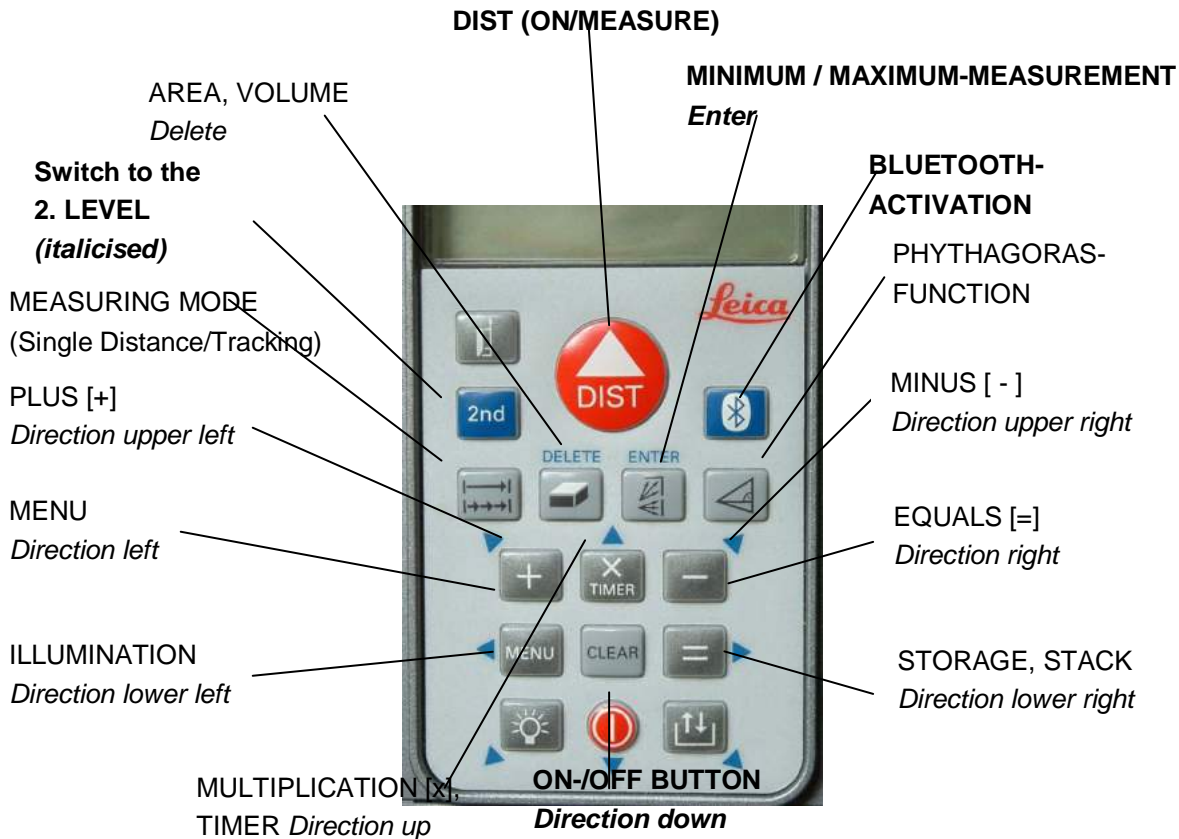 DIST (ON/MEASURE)
MINIMUM / MAXIMUM-MEASUREMENT
Enter
AREA, VOLUME
Delete
Switch to the
2. LEVEL
(italicised)
BLUETOOTH-
ACTIVATION
PHYTHAGORAS-
FUNCTION
MEASURING MODE
(Single Distance/Tracking)
PLUS [+]
Direction upper left
MINUS [ - ]
Direction upper right
MENU
Direction left
EQUALS [=]
Direction right
ILLUMINATION
Direction lower left
STORAGE, STACK
Direction lower right
MULTIPLICATION [x],
TIMER Direction up
ON-/OFF BUTTON
Direction down
Leica
DIST
2nd
DELETE ENTER
+ X −
TIMER
MENU CLEAR =